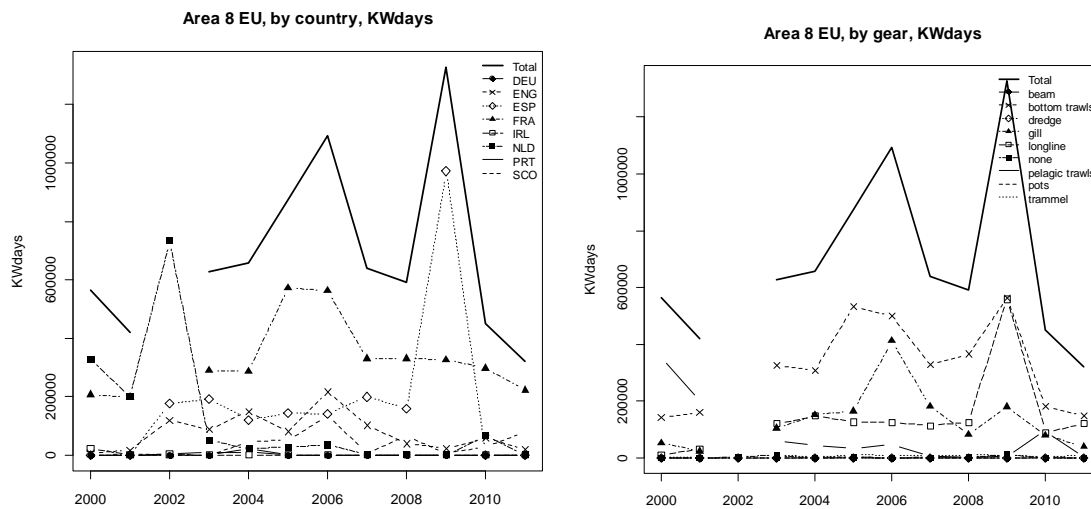 Area 8 EU, by country, KWdays
KWdays
0
200000
400000
600000
1000000
2000
2002
2004
2006
2008
2010
Total
DEU
ENG
ESP
FRA
IRL
NLD
PRT
SCO
Area 8 EU, by gear, KWdays
KWdays
0
200000
400000
600000
1000000
2000
2002
2004
2006
2008
2010
Total
beam
bottom trawls
dredge
gill
longline
none
pelagic trawls
pots
trammel